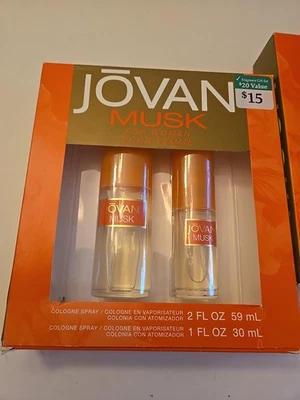 Fragrance Gift Set
$20 Value
$15
JŌVAN
MUSK
FOR WOMEN
JŌVAN
MUSK
JŌVAN
MUSK
COLOGNE SPRAY / COLOGNE EN VAPORISATEUR
COLONIA CON ATOMIZADOR
2 FL OZ 59 mL
COLOGNE SPRAY / COLOGNE EN VAPORISATEUR
COLONIA CON ATOMIZADOR
1 FL OZ 30 mL